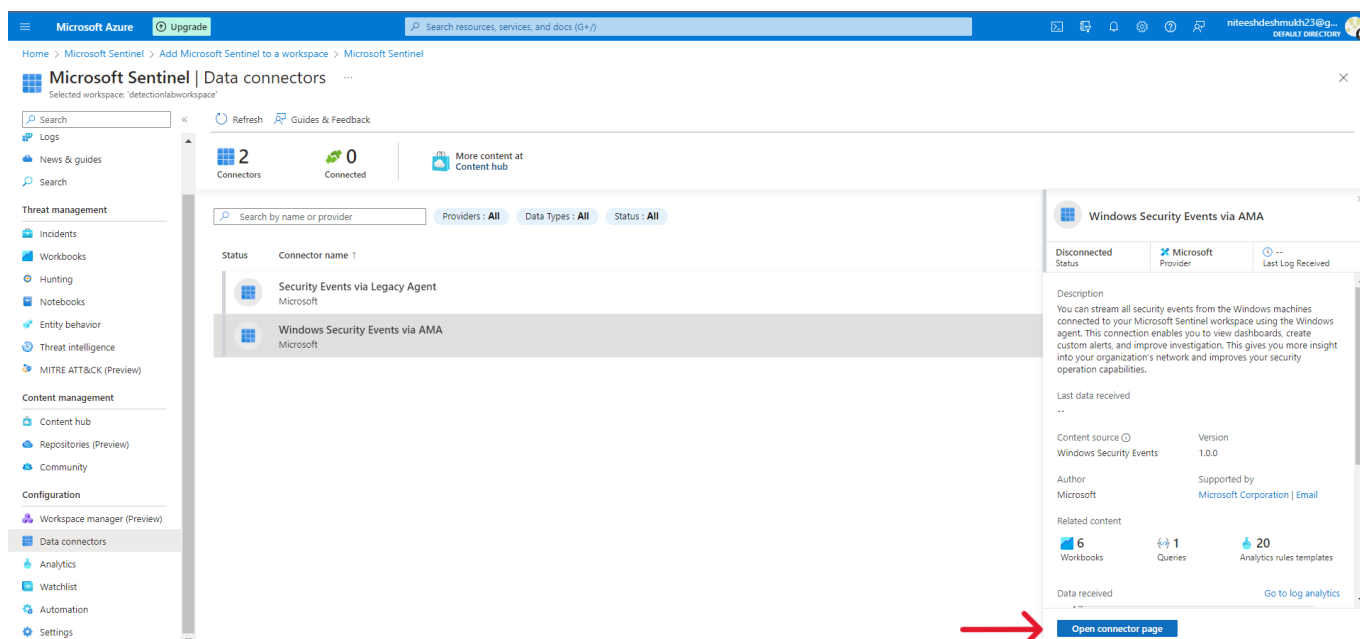 Microsoft Azure
Upgrade
Search resources, services, and docs (G+/)
niteeshdeshmukh23@g...
DEFAULT DIRECTORY
Home > Microsoft Sentinel > Add Microsoft Sentinel to a workspace > Microsoft Sentinel
Microsoft Sentinel | Data connectors ...
Selected workspace: 'detectionlabworkspace'
Search
Logs
News & guides
Search
Threat management
Incidents
Workbooks
Hunting
Notebooks
Entity behavior
Threat intelligence
MITRE ATT&CK (Preview)
Content management
Content hub
Repositories (Preview)
Community
Configuration
Workspace manager (Preview)
Data connectors
Analytics
Watchlist
Automation
Settings
Refresh Guides & Feedback
2
Connectors
0
Connected
More content at
Content hub
Search by name or provider
Providers : All
Data Types : All
Status : All
Status Connector name ↑
Security Events via Legacy Agent
Microsoft
Windows Security Events via AMA
Microsoft
Windows Security Events via AMA
Disconnected
Status
Microsoft
Provider
--
Last Log Received
Description
You can stream all security events from the Windows machines
connected to your Microsoft Sentinel workspace using the Windows
agent. This connection enables you to view dashboards, create
custom alerts, and improve investigation. This gives you more insight
into your organization's network and improves your security
operation capabilities.
Last data received
--
Content source
Windows Security Events
Version
1.0.0
Author
Microsoft
Supported by
Microsoft Corporation | Email
Related content
6
Workbooks
1
Queries
20
Analytics rules templates
Data received Go to log analytics
Open connector page